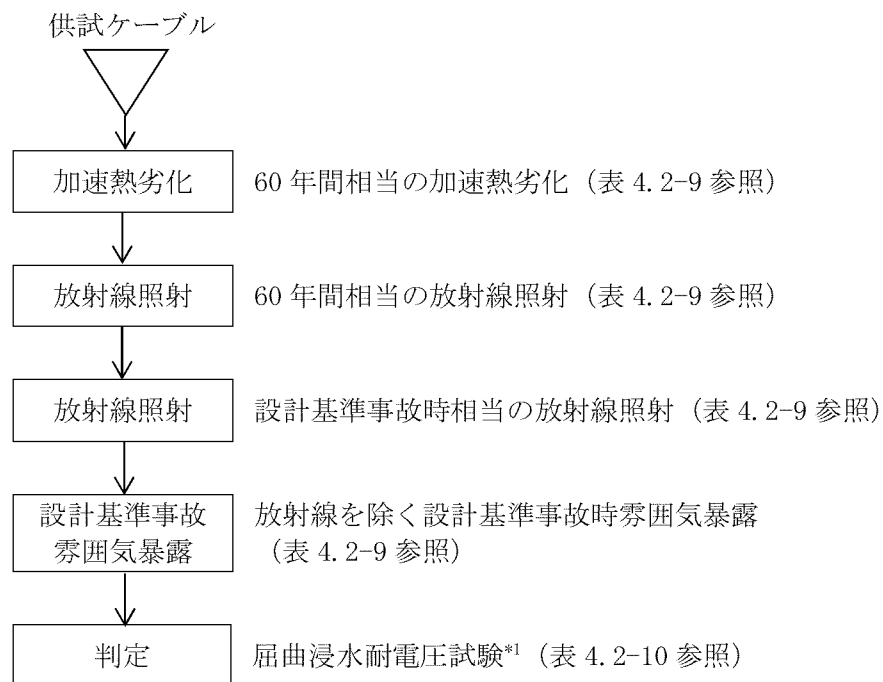 供試ケーブル
加速熱劣化 60 年間相当の加速熱劣化（表 4.2-9 参照）
放射線照射 60 年間相当の放射線照射（表 4.2-9 参照）
放射線照射 設計基準事故時相当の放射線照射（表 4.2-9 参照）
設計基準事故
雰囲気暴露
放射線を除く設計基準事故時雰囲気暴露
（表 4.2-9 参照）
判定 屈曲浸水耐電圧試験*1（表 4.2-10 参照）